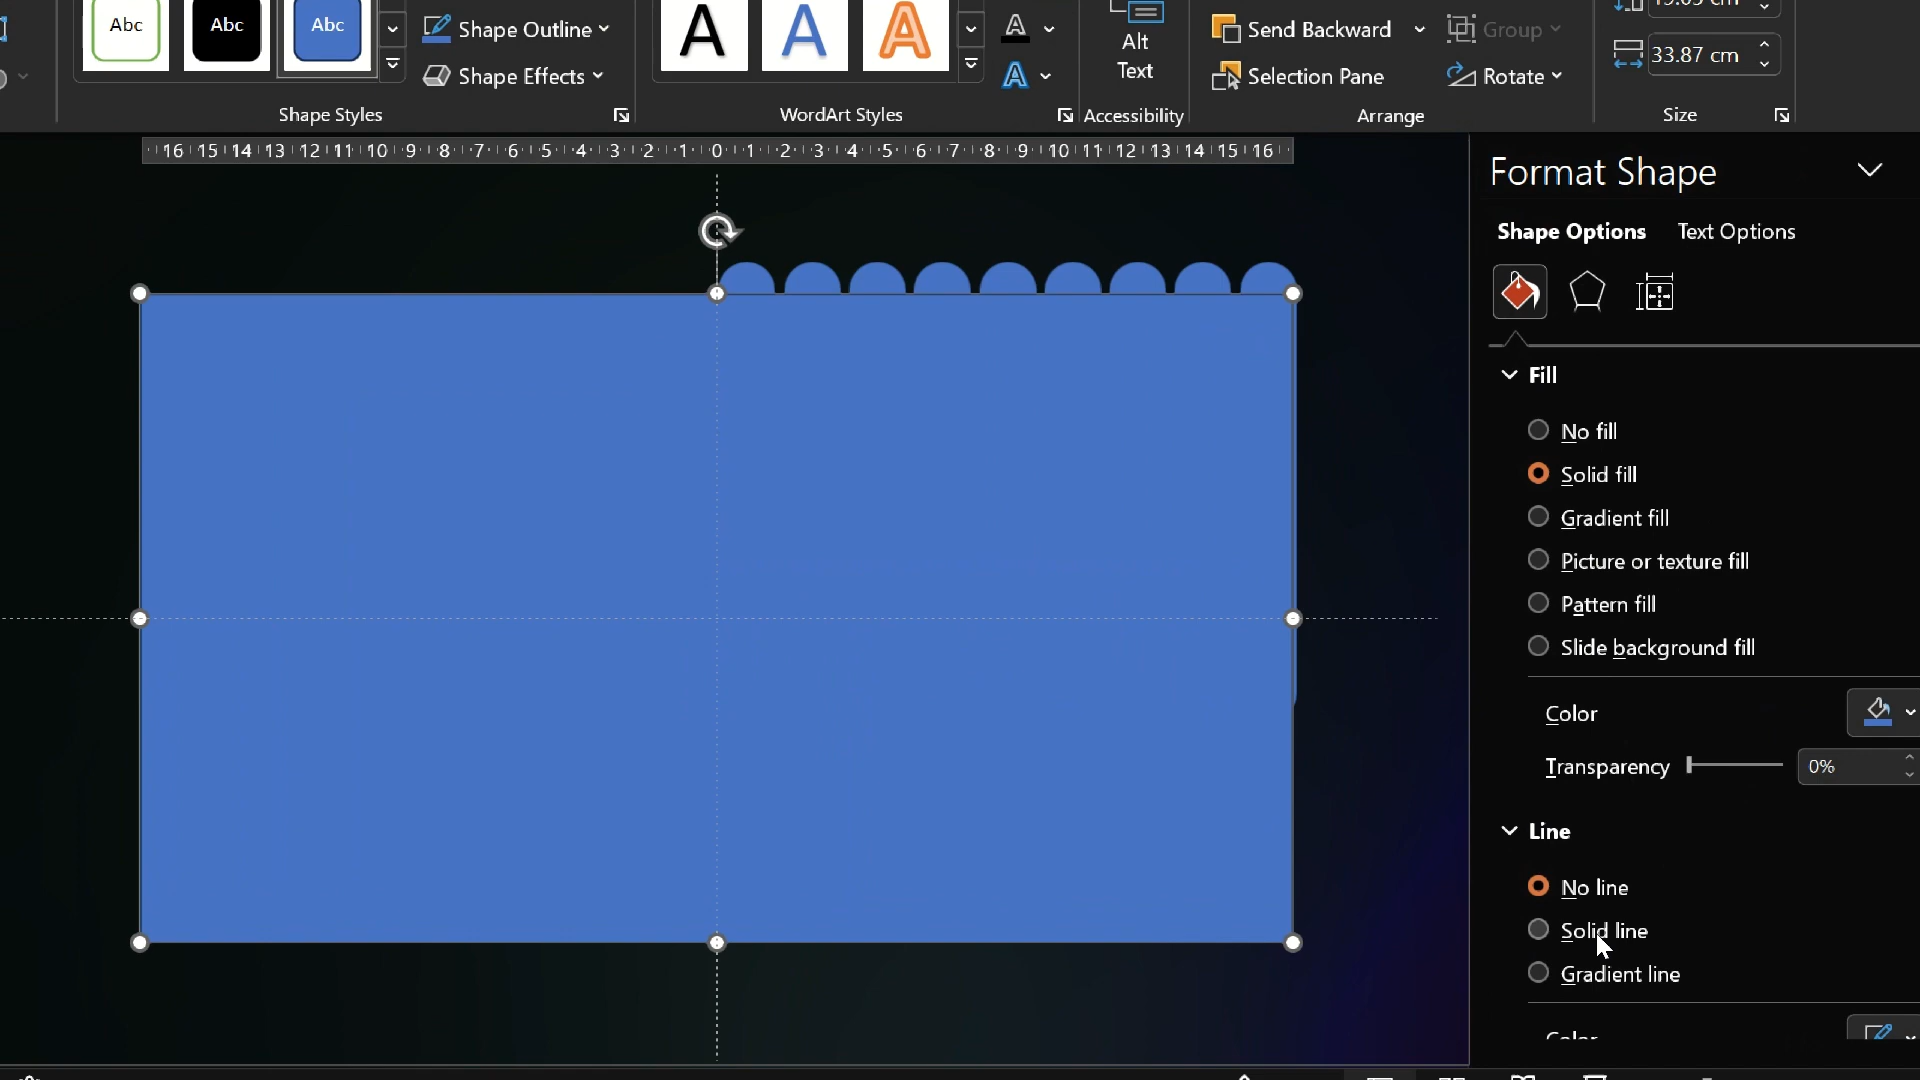 Abc Abc Abc
Shape Outline
Shape Effects
Shape Styles
A A A
A
A
WordArt Styles
Alt
Text
Accessibility
Send Backward
Selection Pane
Group
Rotate
Arrange
33.87 cm
Size
16 15 14 13 12 11 10 9 8 7 6 5 4 3 2 1 0 1 2 3 4 5 6 7 8 9 10 11 12 13 14 15 16
Format Shape
Shape Options Text Options
Fill
No fill
Solid fill
Gradient fill
Picture or texture fill
Pattern fill
Slide background fill
Color
Transparency 0%
Line
No line
Solid line
Gradient line
Color